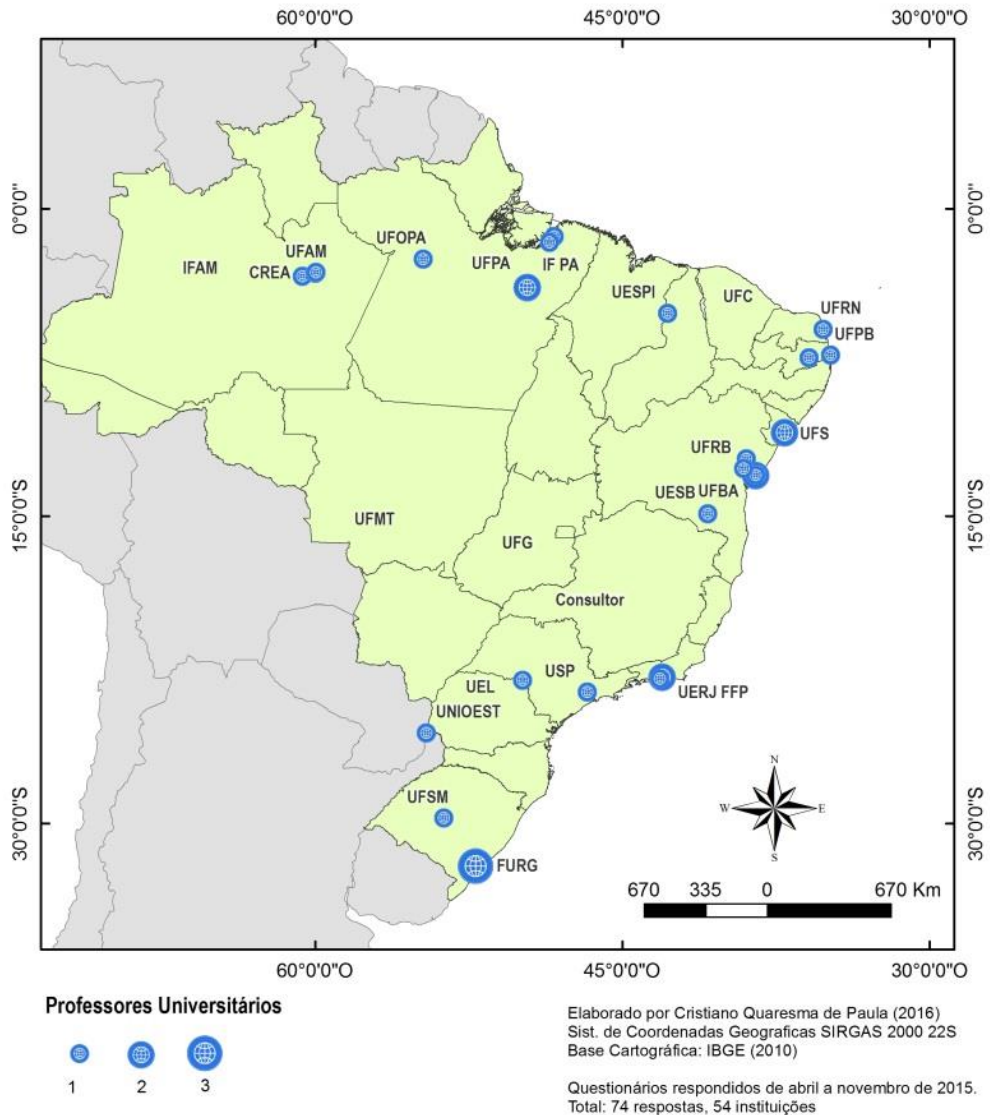 60°0'0"O 45°0'0"O 30°0'0"O
0°0'0"
0°0'0"
UFOPA
UFAM
IFAM
CREA
UFPA
IF PA
UESPI
UFC
UFRN
UFPB
UFS
UFRB
UESB UFBA
15°0'0"S
15°0'0"S
UFMT
UFG
Consultor
USP
UEL
UERJ FFP
UNIOEST
UFSM
FURG
30°0'0"S
30°0'0"S
N
W E
S
670 335 0 670 Km
60°0'0"O 45°0'0"O 30°0'0"O
Professores Universitários
1 2 3
Elaborado por Cristiano Quaresma de Paula (2016)
Sist. de Coordenadas Geograficas SIRGAS 2000 22S
Base Cartográfica: IBGE (2010)
Questionários respondidos de abril a novembro de 2015.
Total: 74 respostas, 54 instituições